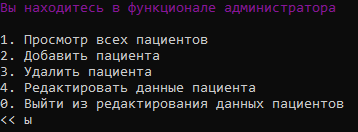 Вы находитесь в функционале администратора
1. Просмотр всех пациентов
2. Добавить пациента
3. Удалить пациента
4. Редактировать данные пациента
0. Выйти из редактирования данных пациентов
<< ы